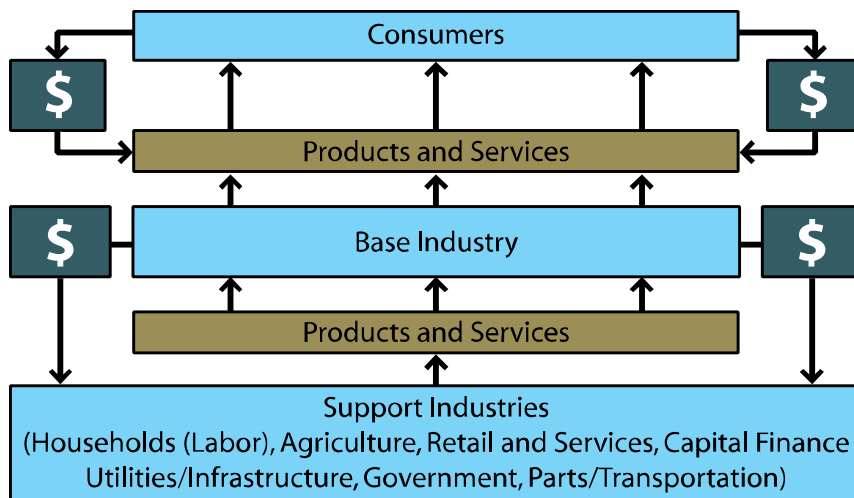 Consumers
$ $
Products and Services
$ Base Industry $
Products and Services
Support Industries
(Households (Labor), Agriculture, Retail and Services, Capital Finance
Utilities/Infrastructure, Government, Parts/Transportation)